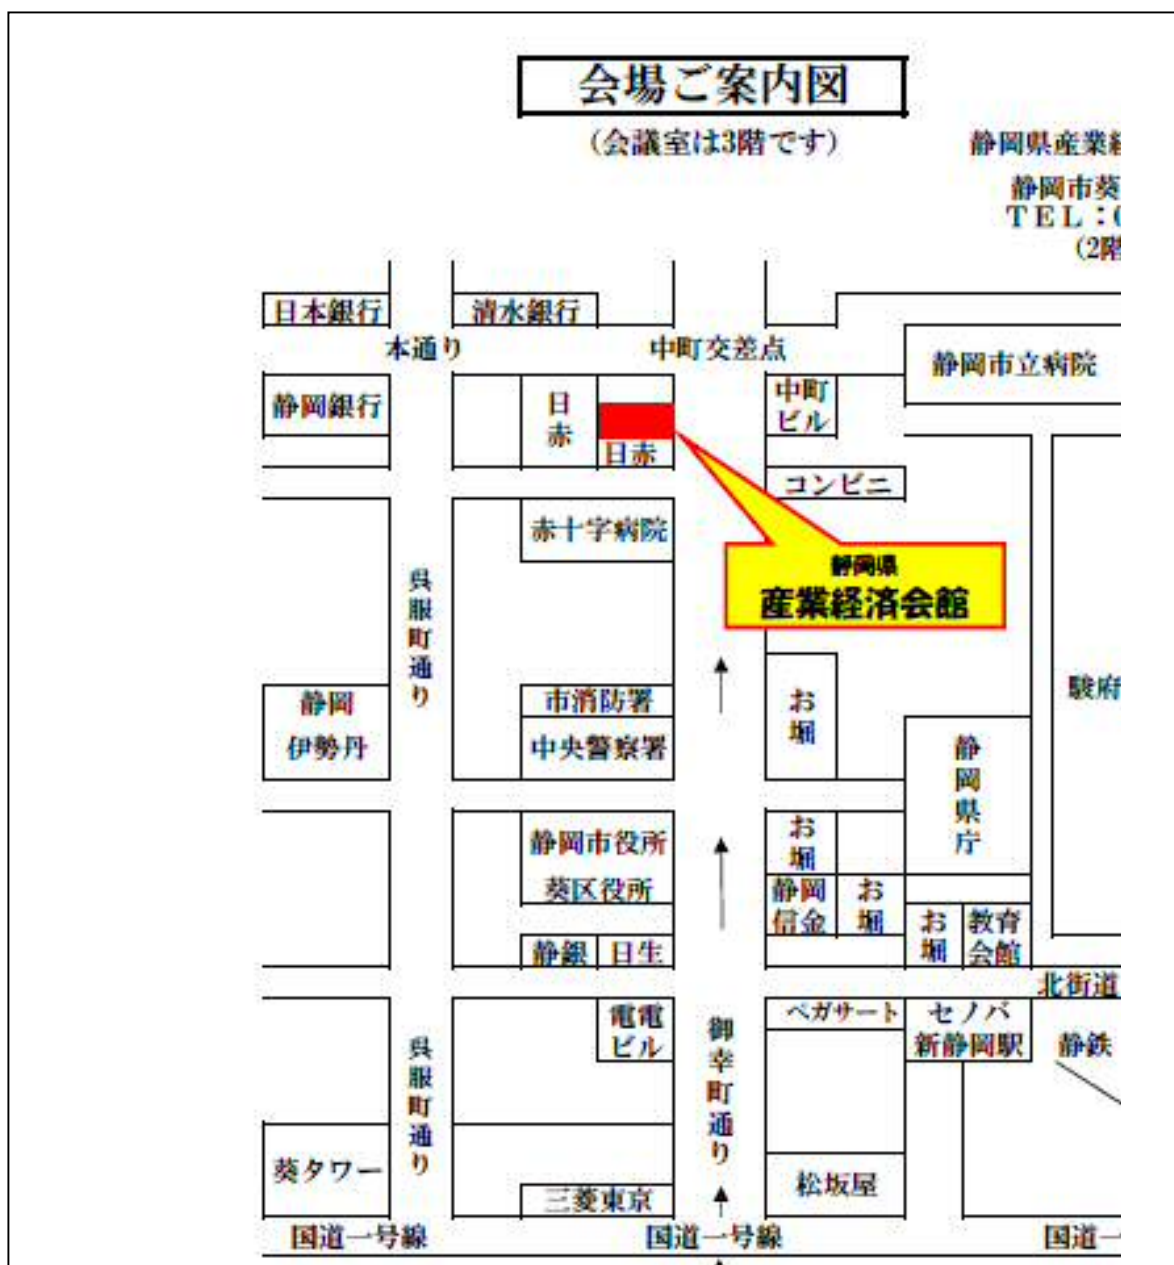 会場ご案内図
（会議室は3階です）
静岡県産業経
静岡市葵
ＴＥＬ：０
（2階
日本銀行
清水銀行
本通り
中町交差点
静岡市立病院
静岡銀行
日赤
日赤
中町
ビル
コンビニ
赤十字病院
静岡県
産業経済会館
呉服町通り
静岡
伊勢丹
市消防署
中央警察署
お堀
駿府
静岡県庁
静岡市役所
葵区役所
お堀
静岡
信金
お堀
お堀
教育
会館
静銀
日生
北街道
電電
ビル
御幸町通り
ペガサート
セノバ
新静岡駅
静鉄
呉服町通り
葵タワー
三菱東京
松坂屋
国道一号線
国道一号線
国道一